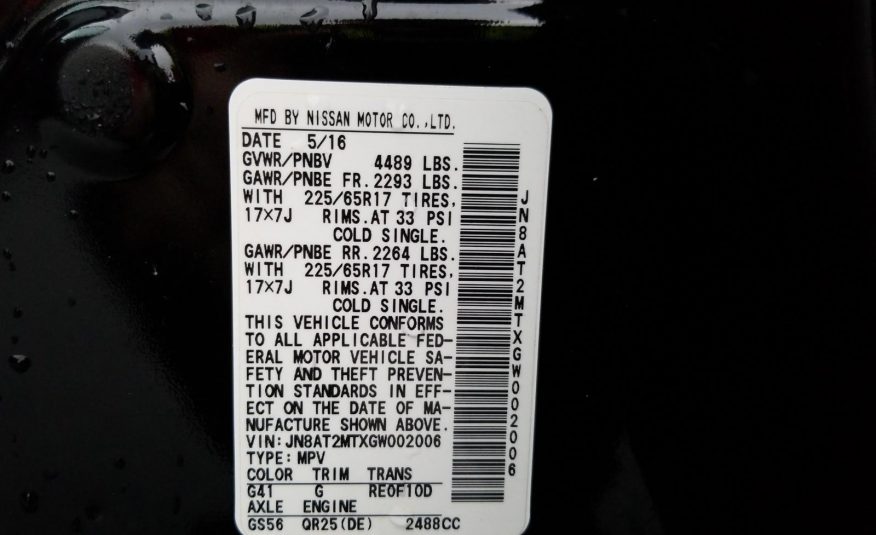 MFD BY NISSAN MOTOR CO.,LTD.
DATE 5/16
GVWR/PNBV 4489 LBS.
GAWR/PNBE FR.2293 LBS.
WITH 225/65R17 TIRES,
17×7J RIMS.AT 33 PSI
COLD SINGLE.
GAWR/PNBE RR.2264 LBS.
WITH 225/65R17 TIRES,
17×7J RIMS.AT 33 PSI
COLD SINGLE.
THIS VEHICLE CONFORMS
TO ALL APPLICABLE FED-
ERAL MOTOR VEHICLE SA-
FETY AND THEFT PREVEN-
TION STANDARDS IN EFF-
ECT ON THE DATE OF MA-
NUFACTURE SHOWN ABOVE.
VIN:JN8AT2MTXGW002006
TYPE:MPV
COLOR TRIM TRANS
G41 G RE0F10D
AXLE ENGINE
GS56 QR25(DE) 2488CC
JN8AT2MTXGW002006